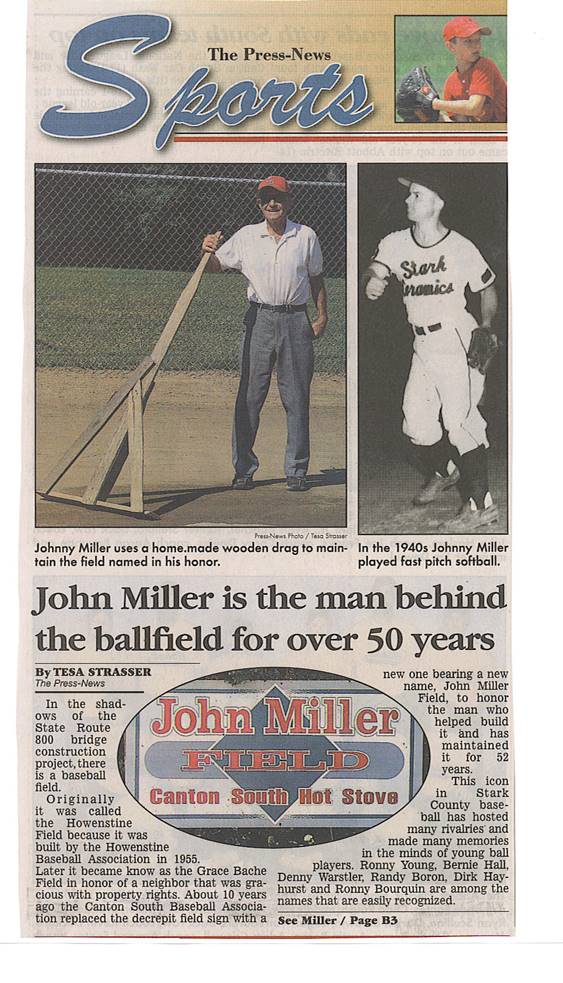 The Press-News
Sports
Stark
Press-News Photo / Tesa Strasser
Johnny Miller uses a home.made wooden drag to main-
tain the field named in his honor.
In the 1940s Johnny Miller
played fast pitch softball.
John Miller is the man behind
the ballfield for over 50 years
By TESA STRASSER
The Press-News
In the shad-
ows of the
State Route
800 bridge
construction
project, there
is a baseball
field.
Originally
it was called
the Howenstine
Field because it was
built by the Howenstine
Baseball Association in 1955.
Later it became know as the Grace Bache
Field in honor of a neighbor that was gra-
cious with property rights. About 10 years
ago the Canton South Baseball Associa-
tion replaced the decrepit field sign with a
John Miller
FIELD
Canton South Hot Stove
new one bearing a new
name, John Miller
Field, to honor
the man who
helped build
it and has
maintained
it for 52
years.
This icon
in Stark
County base-
ball has hosted
many rivalries and
made many memories
in the minds of young ball
players. Ronny Young, Bernie Hall,
Denny Warstler, Randy Boron, Dirk Hay-
hurst and Ronny Bourquin are among the
names that are easily recognized.
See Miller / Page B3